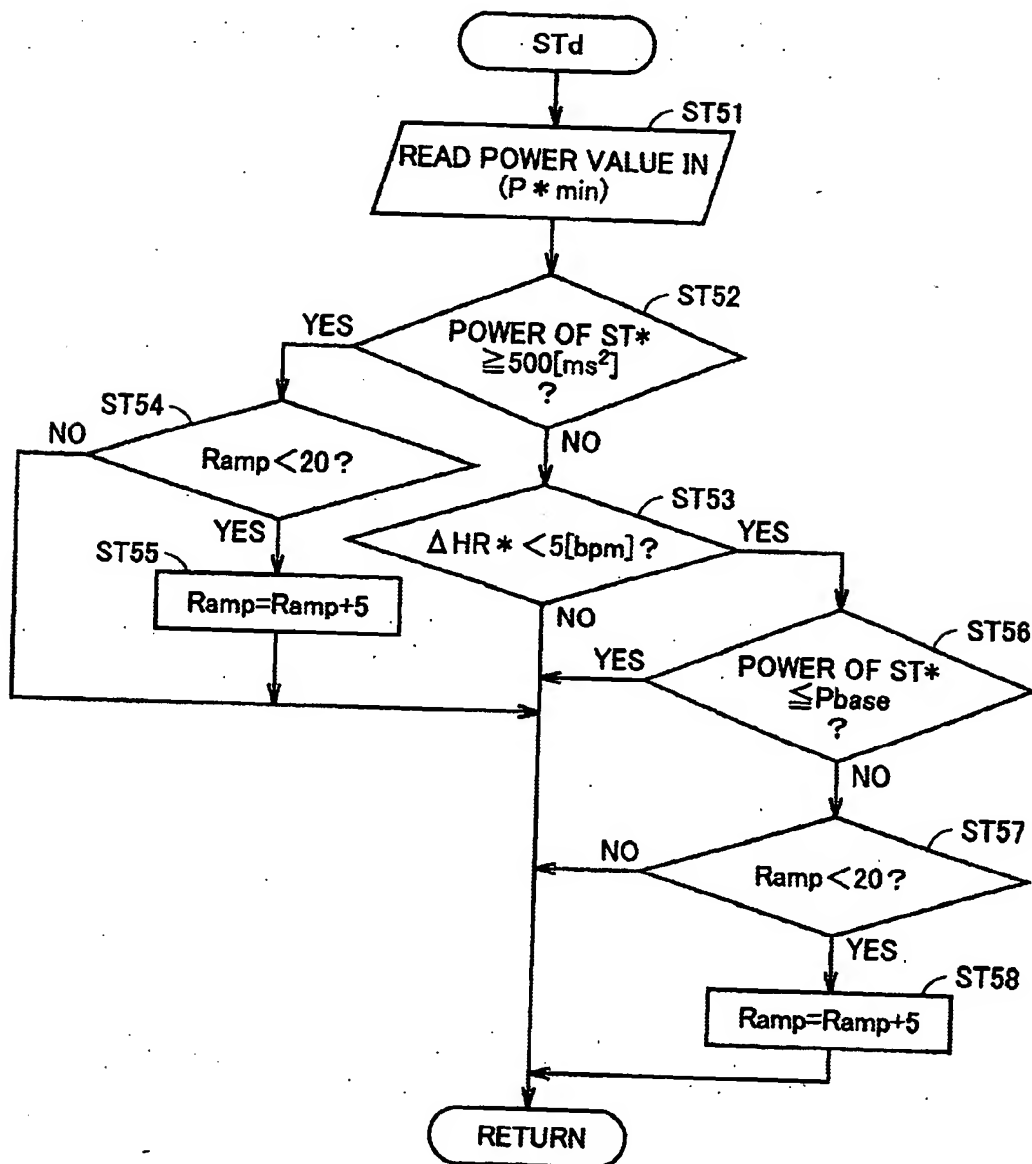 STd
ST51
READ POWER VALUE IN
(P * min)
ST52
YES
POWER OF ST*
≧500[ms²]
?
NO
ST54
NO
Ramp<20?
YES
ST53
ΔHR * <5[bpm]?
YES
NO
ST55
Ramp=Ramp+5
ST56
YES
POWER OF ST*
≦Pbase
?
NO
ST57
NO
Ramp<20?
YES
ST58
Ramp=Ramp+5
RETURN